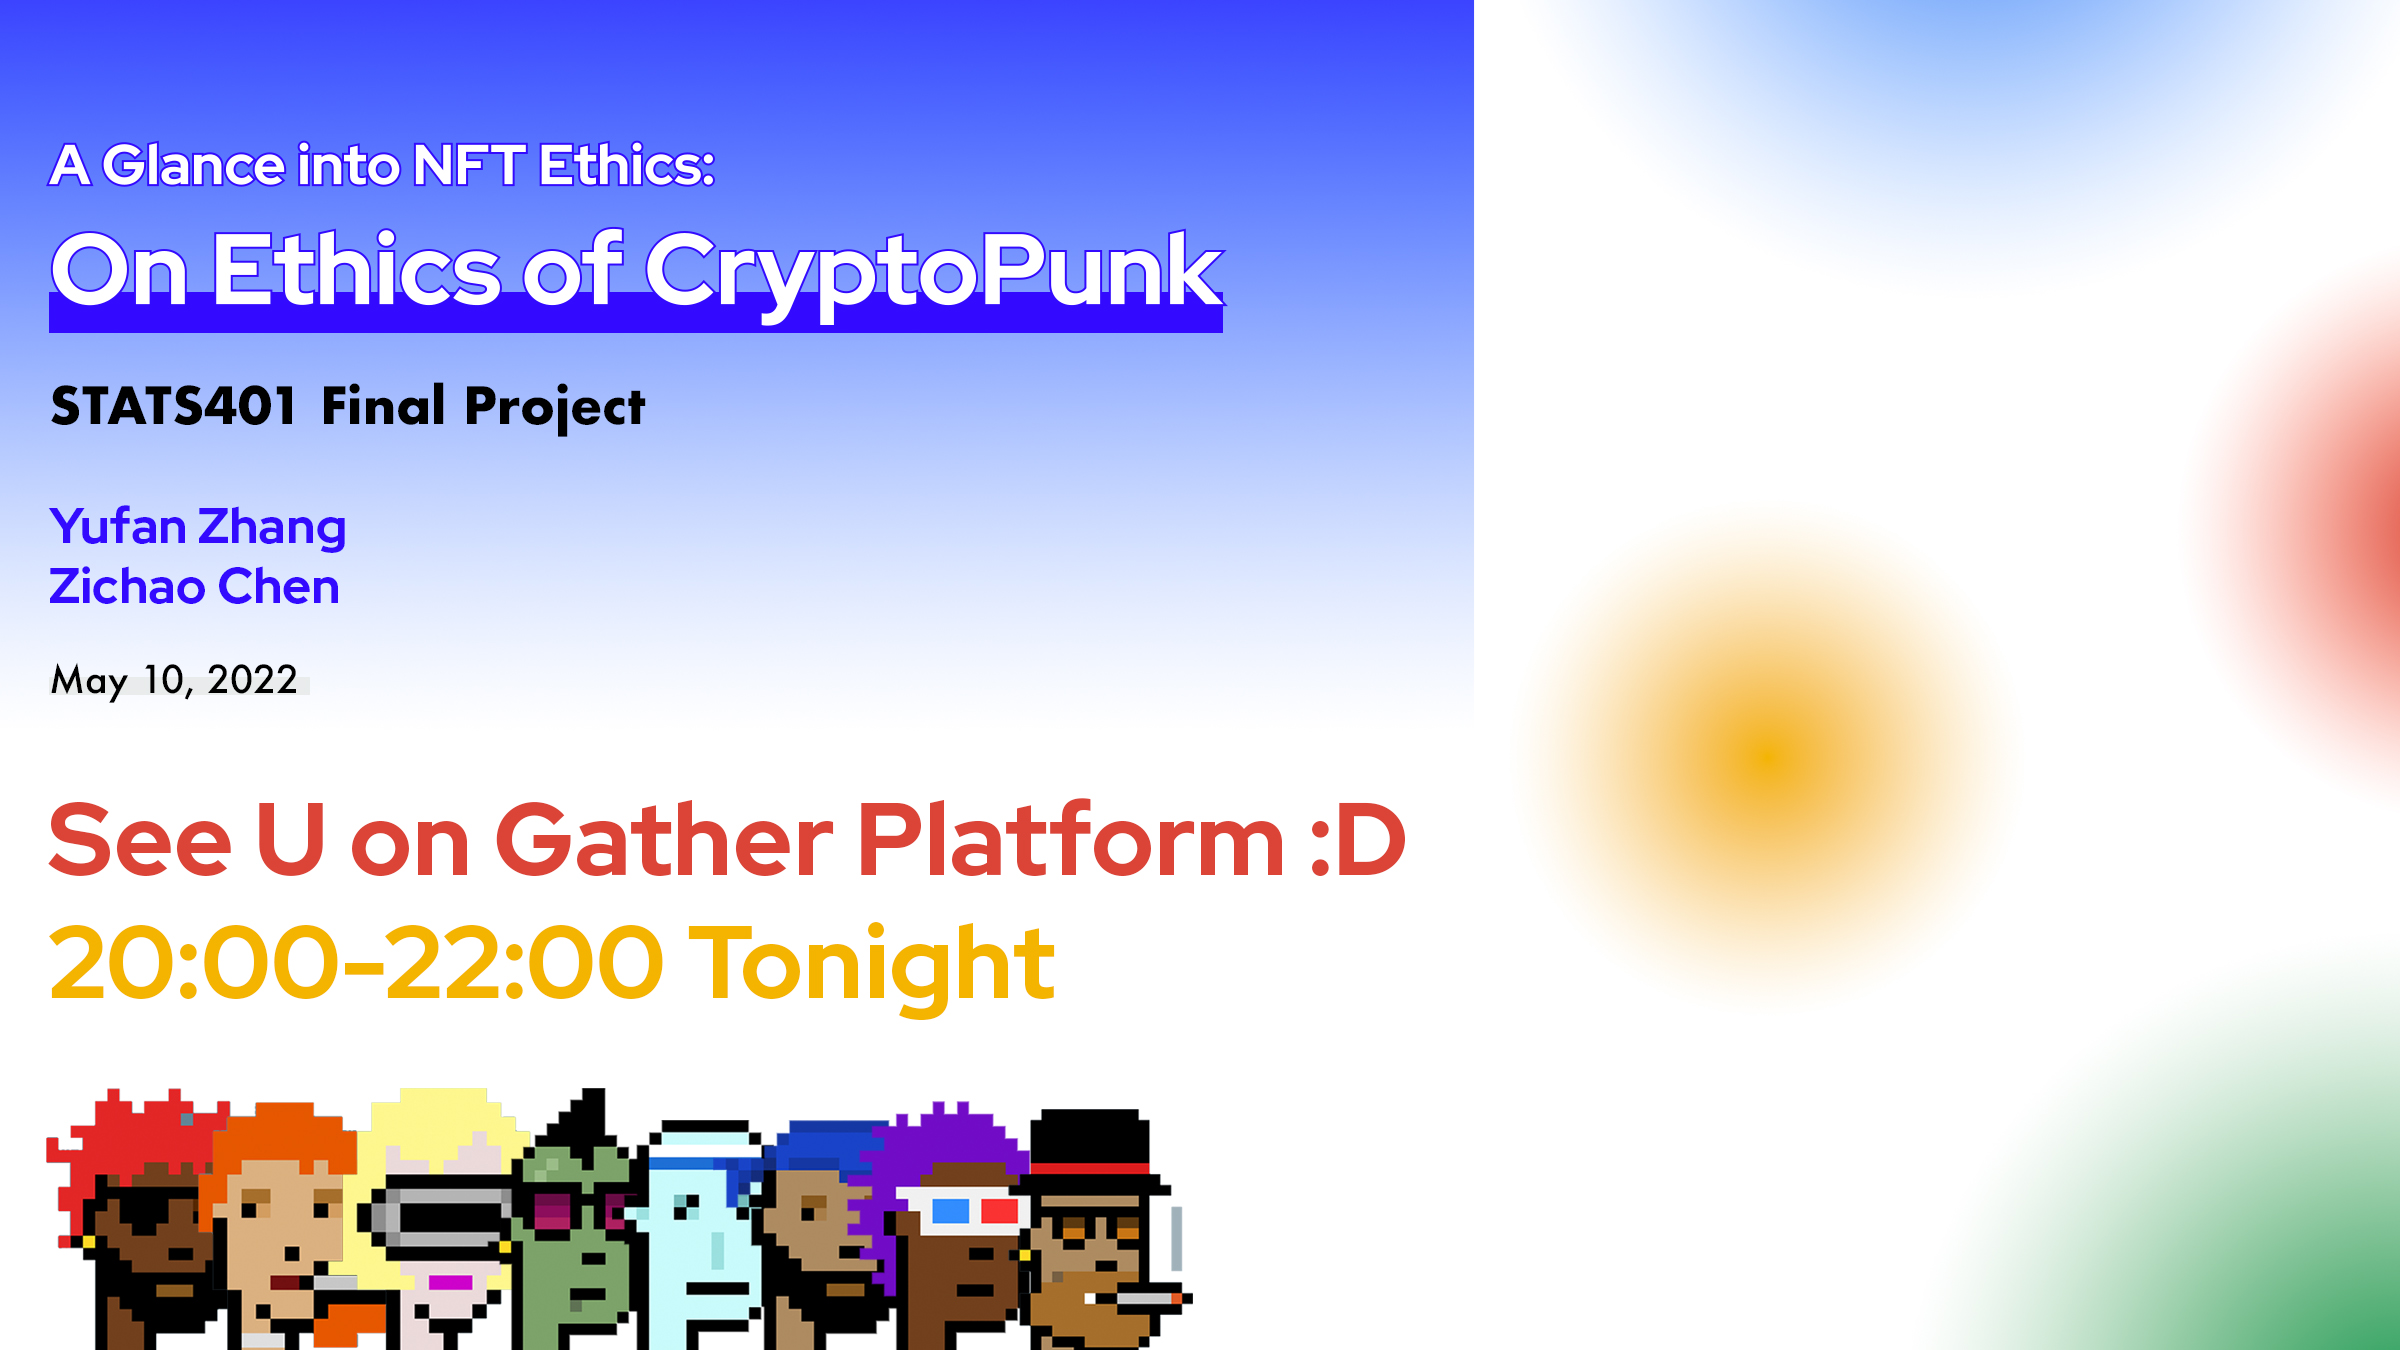 A Glance into NFT Ethics:
On Ethics of CryptoPunk
STATS401 Final Project
Yufan Zhang
Zichao Chen
May 10, 2022
See U on Gather Platform :D
20:00-22:00 Tonight